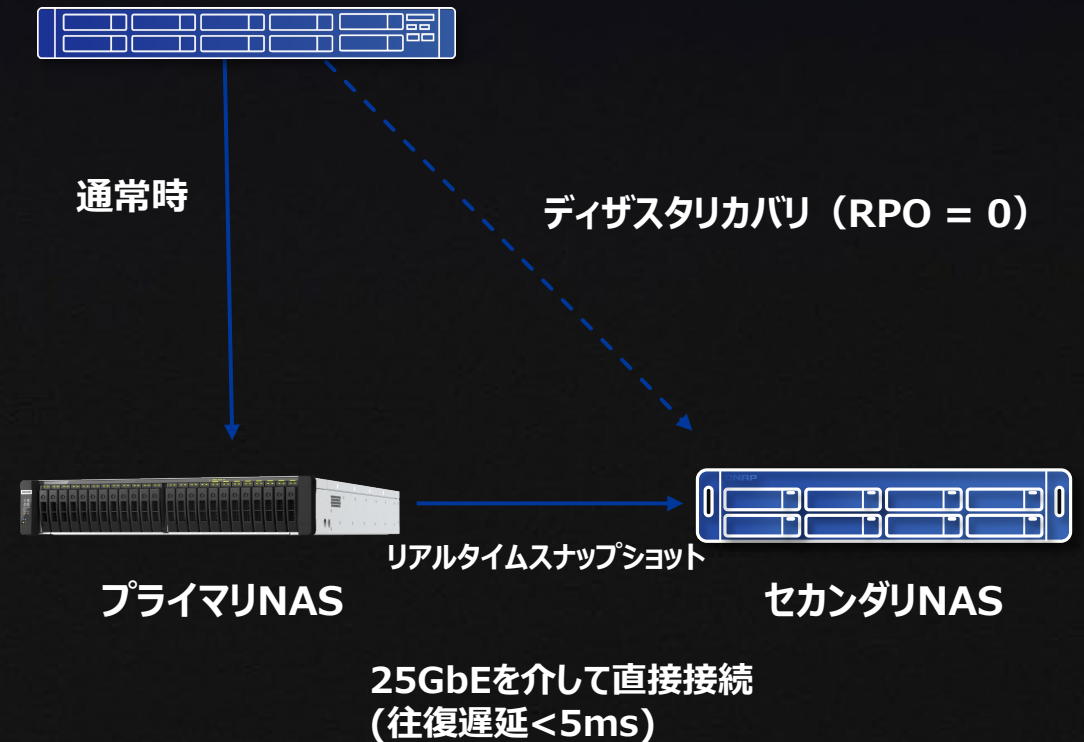 通常時
ディザスタリカバリ（RPO = 0）
QNAP
リアルタイムスナップショット
プライマリNAS
セカンダリNAS
25GbEを介して直接接続
(往復遅延<5ms)